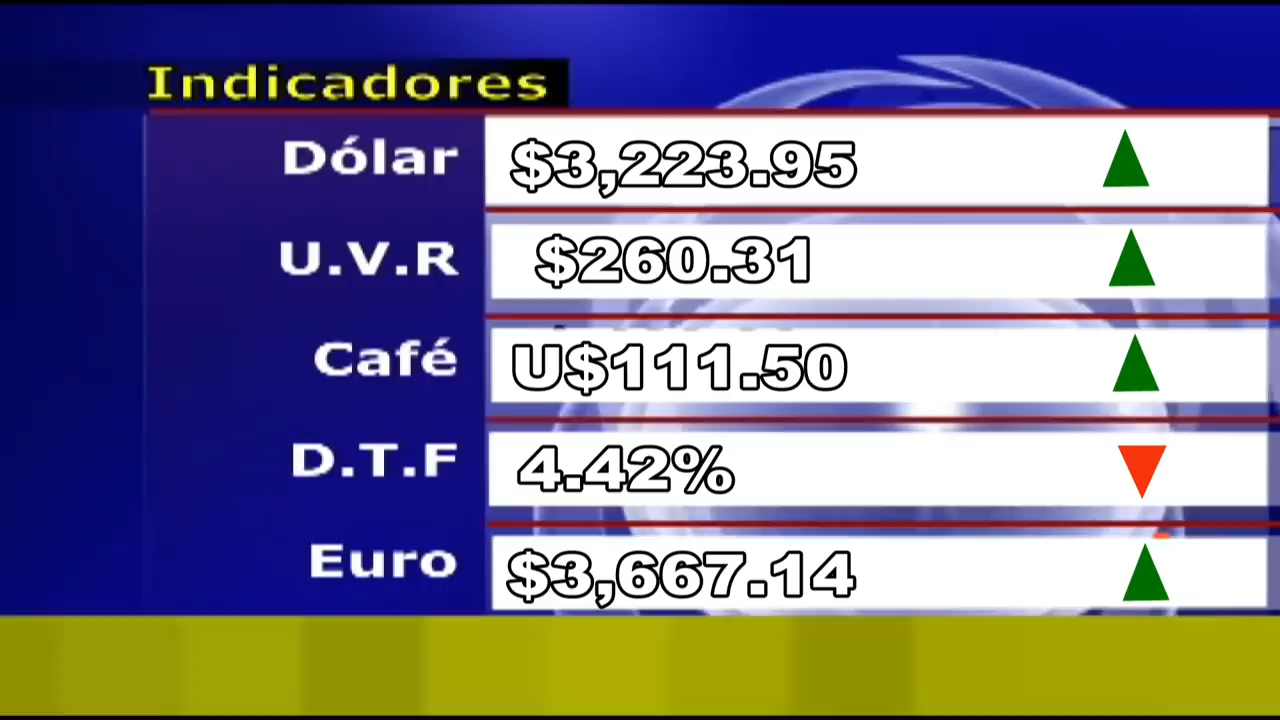 Indicadores
Dólar $3,223.95
U.V.R $260.31
Café U$111.50
D.T.F 4.42%
Euro $3,667.14